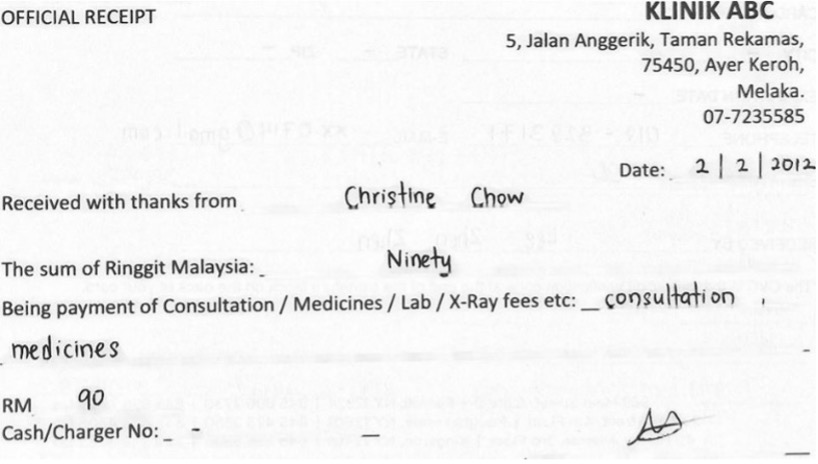 OFFICIAL RECEIPT
KLINIK ABC
5, Jalan Anggerik, Taman Rekamas,
75450, Ayer Keroh,
Melaka.
07-7235585
Date: 2 | 2 | 2012
Received with thanks from Christine Chow
The sum of Ringgit Malaysia: Ninety
Being payment of Consultation / Medicines / Lab / X-Ray fees etc: consultation,
medicines
RM 90
Cash/Charger No: